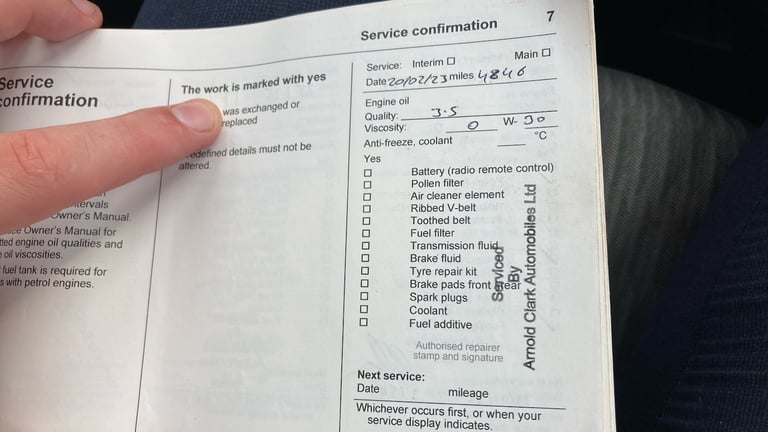 Service
confirmation
ntervals
Owner's Manual.
Owner's Manual for
engine oil qualities and
oil viscosities.
fuel tank is required for
with petrol engines.
The work is marked with yes
was exchanged or
replaced
redefined details must not be
altered.
Service confirmation 7
Service: Interim ☐ Main ☐
Date 20/02/23 miles 4846
Engine oil
Quality: 3.5
Viscosity: 0 W- 30
Anti-freeze, coolant °C
Yes
☐ Battery (radio remote control)
☐ Pollen filter
☐ Air cleaner element
☐ Ribbed V-belt
☐ Toothed belt
☐ Fuel filter
☐ Transmission fluid
☐ Brake fluid
☐ Tyre repair kit
☐ Brake pads front rear
☐ Spark plugs
☐ Coolant
☐ Fuel additive
Serviced
By
Arnold Clark Automobiles Ltd
Authorised repairer
stamp and signature
Next service:
Date mileage
Whichever occurs first, or when your
service display indicates.